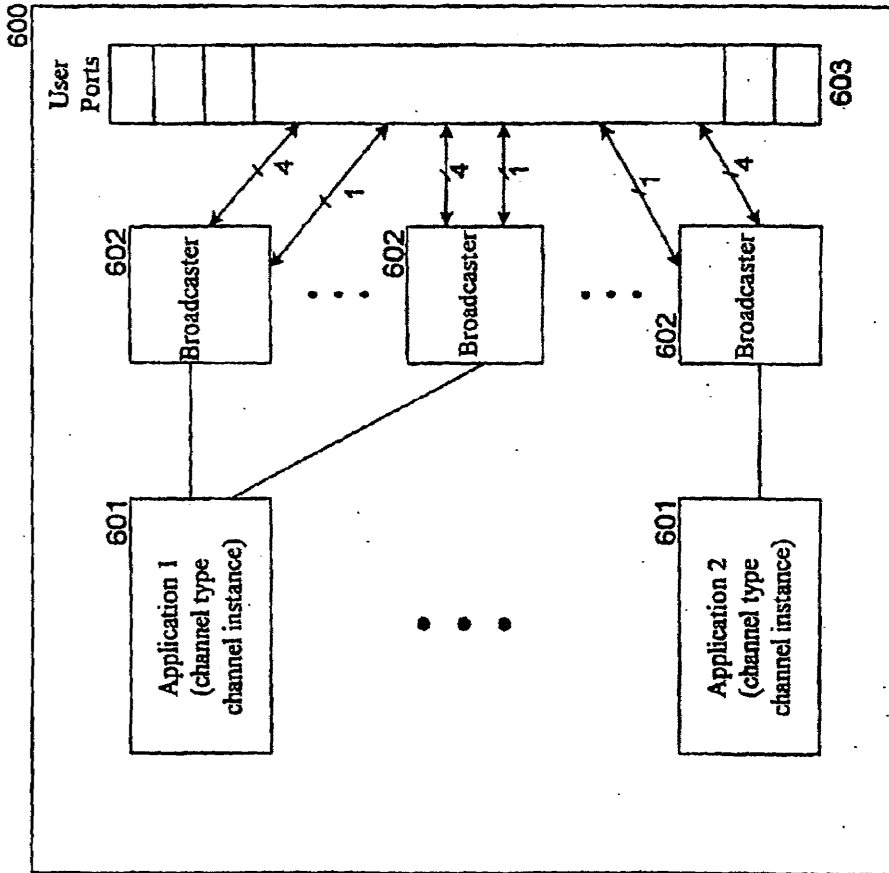 600
User
Ports
603
4
1
4
1
1
4
602
Broadcaster
602
Broadcaster
602
Broadcaster
601
Application 1
(channel type
channel instance)
601
Application 2
(channel type
channel instance)